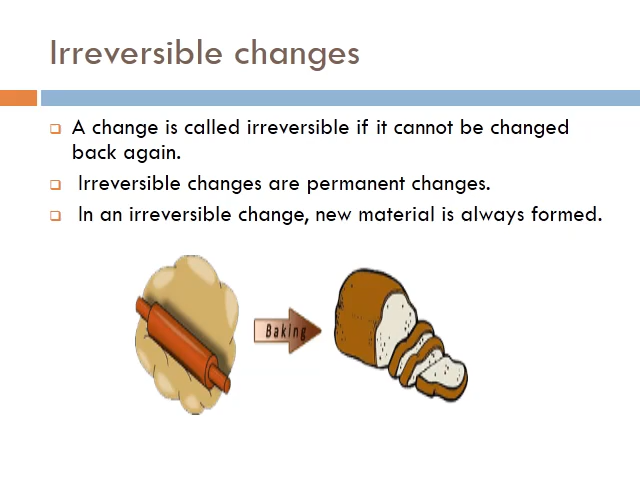 Irreversible changes
A change is called irreversible if it cannot be changed
back again.
Irreversible changes are permanent changes.
In an irreversible change, new material is always formed.
Baking